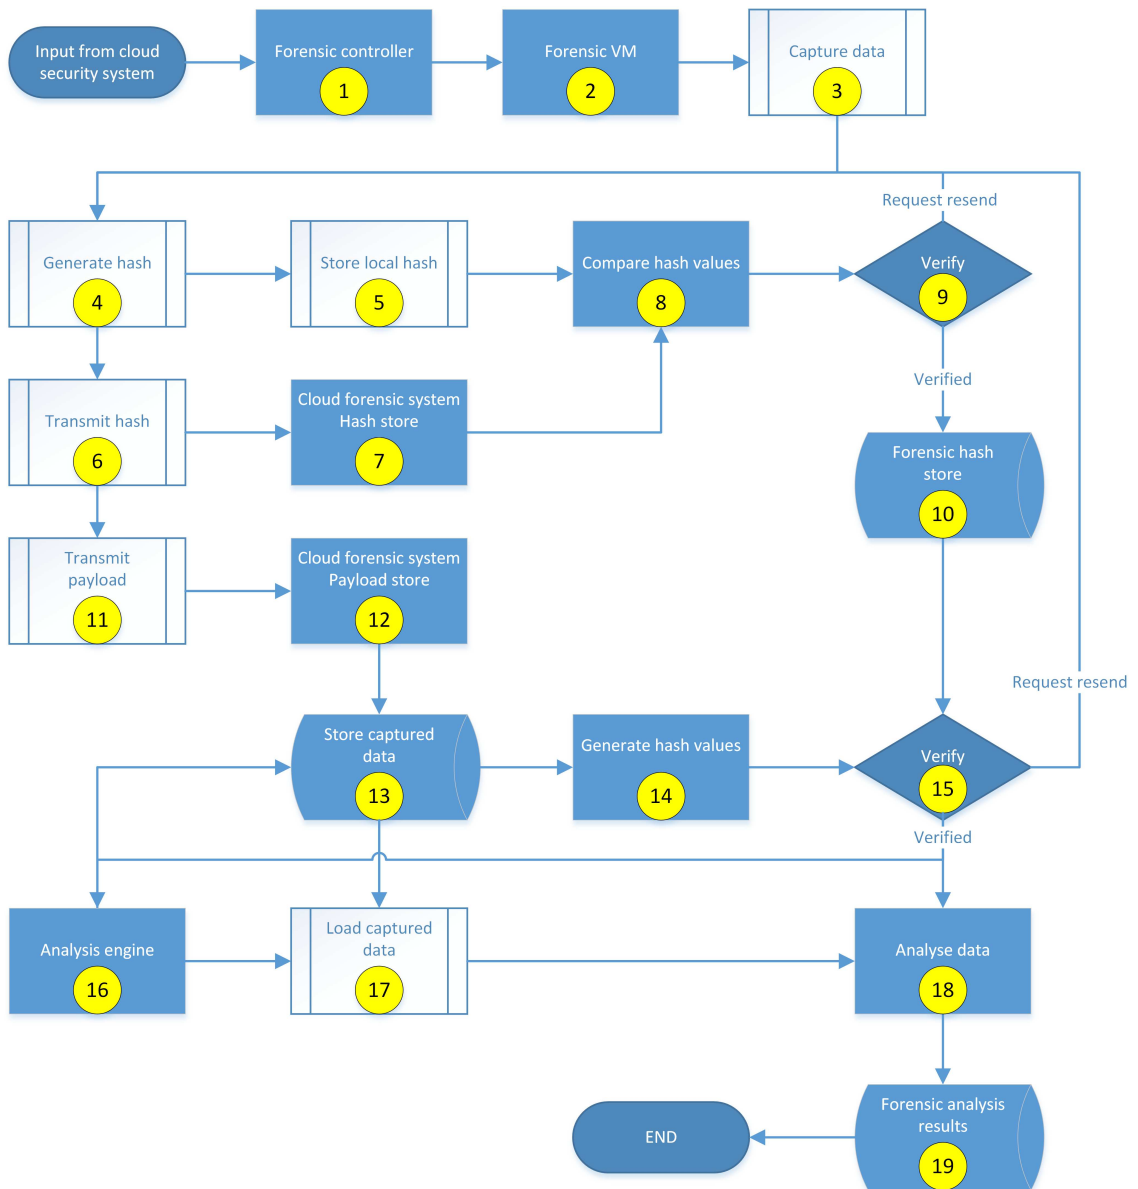 Input from cloud
security system
Forensic controller
1
Forensic VM
2
Capture data
3
Request resend
Generate hash
4
Store local hash
5
Compare hash values
8
Verify
9
Verified
Transmit hash
6
Cloud forensic system
Hash store
7
Forensic hash
store
10
Transmit
payload
11
Cloud forensic system
Payload store
12
Request resend
Store captured
data
13
Generate hash values
14
Verify
15
Verified
Analysis engine
16
Load captured
data
17
Analyse data
18
Forensic analysis
results
19
END